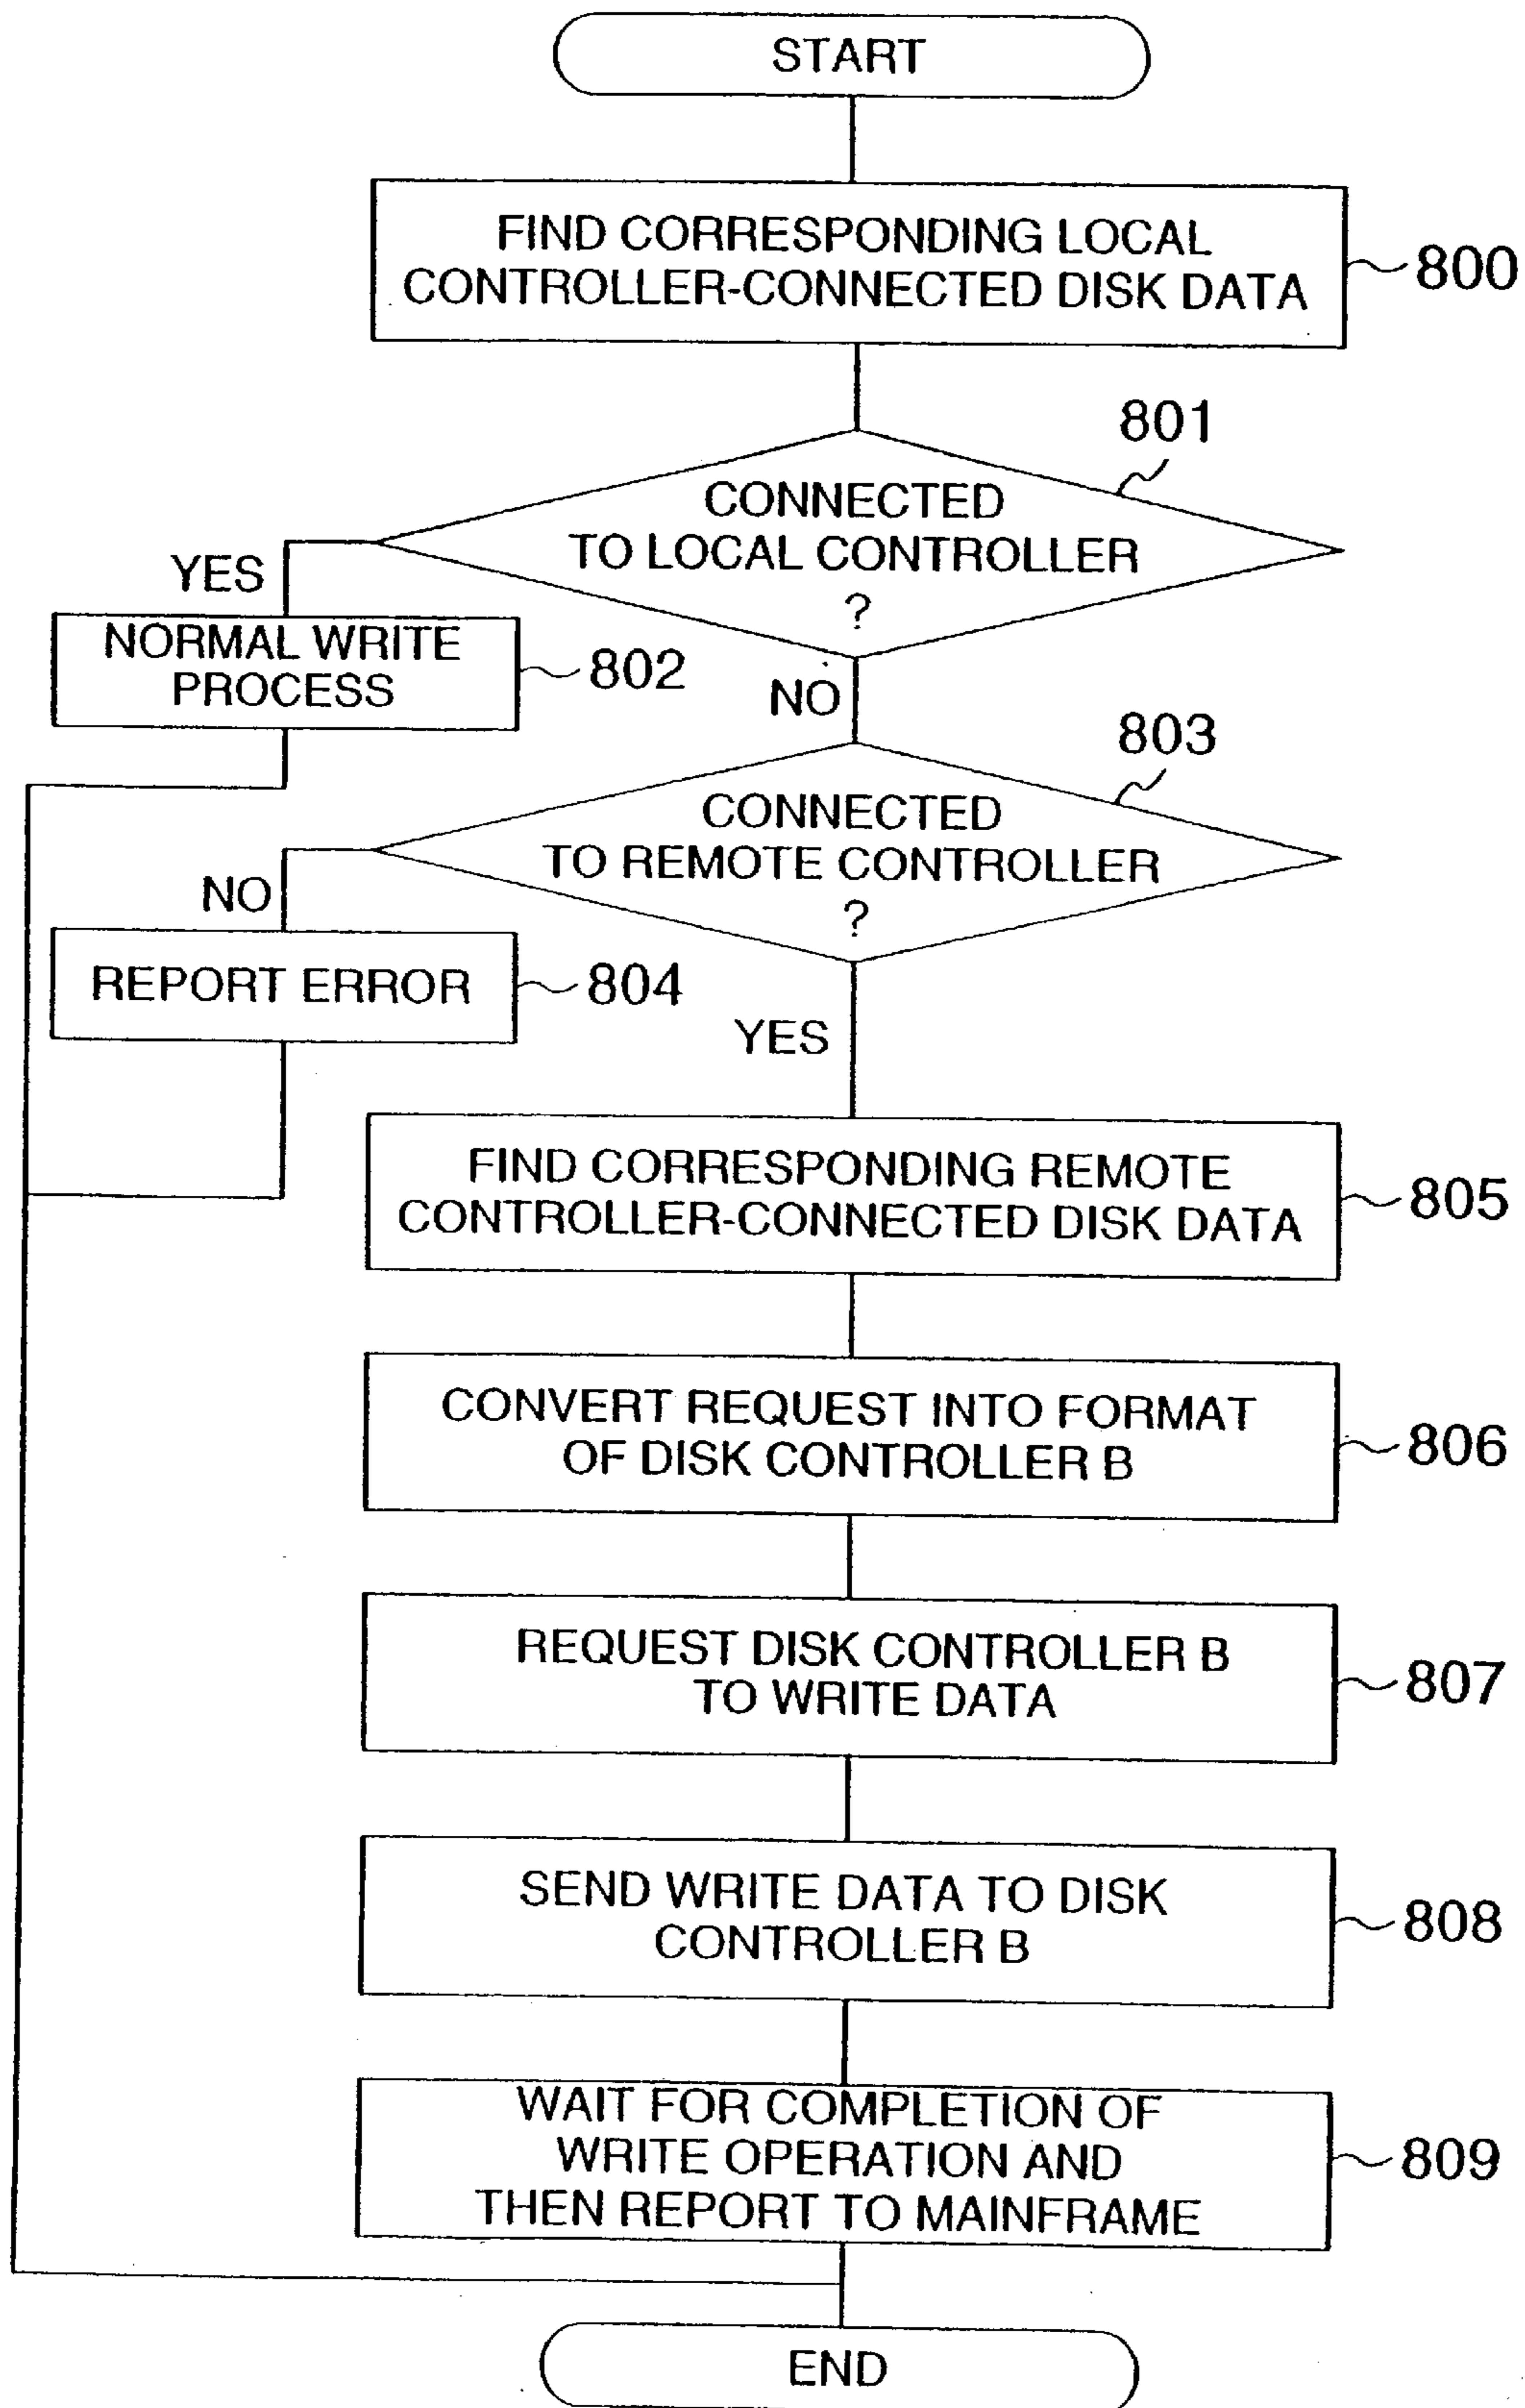 START
FIND CORRESPONDING LOCAL
CONTROLLER-CONNECTED DISK DATA
800
801
CONNECTED
TO LOCAL CONTROLLER
?
YES
NORMAL WRITE
PROCESS
802
NO
803
CONNECTED
TO REMOTE CONTROLLER
?
NO
REPORT ERROR
804
YES
FIND CORRESPONDING REMOTE
CONTROLLER-CONNECTED DISK DATA
805
CONVERT REQUEST INTO FORMAT
OF DISK CONTROLLER B
806
REQUEST DISK CONTROLLER B
TO WRITE DATA
807
SEND WRITE DATA TO DISK
CONTROLLER B
808
WAIT FOR COMPLETION OF
WRITE OPERATION AND
THEN REPORT TO MAINFRAME
809
END